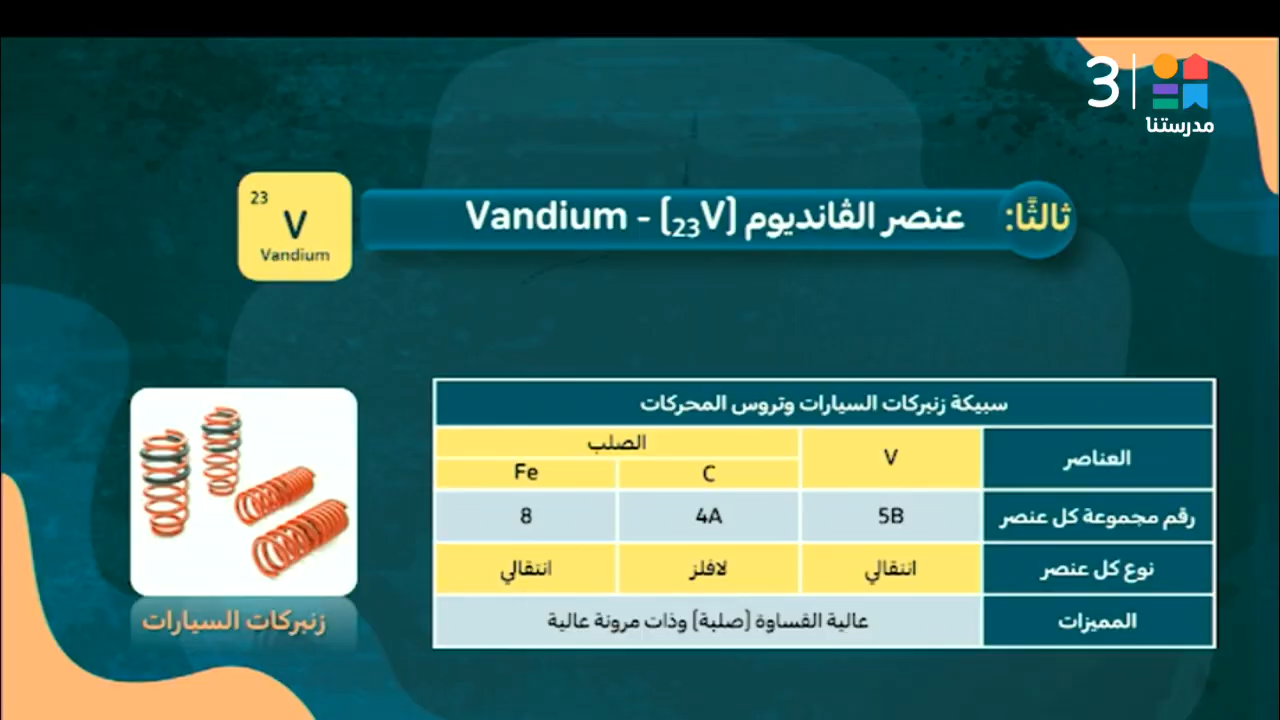 3
مدرستنا
ثالثًا: عنصر الڤانديوم [₂₃V] - Vandium
23
V
Vandium
سبيكة زنبركات السيارات وتروس المحركات
العناصر V الصلب
C Fe
رقم مجموعة كل عنصر 5B 4A 8
نوع كل عنصر انتقالي لافلز انتقالي
المميزات عالية القساوة [صلبة] وذات مرونة عالية
زنبركات السيارات